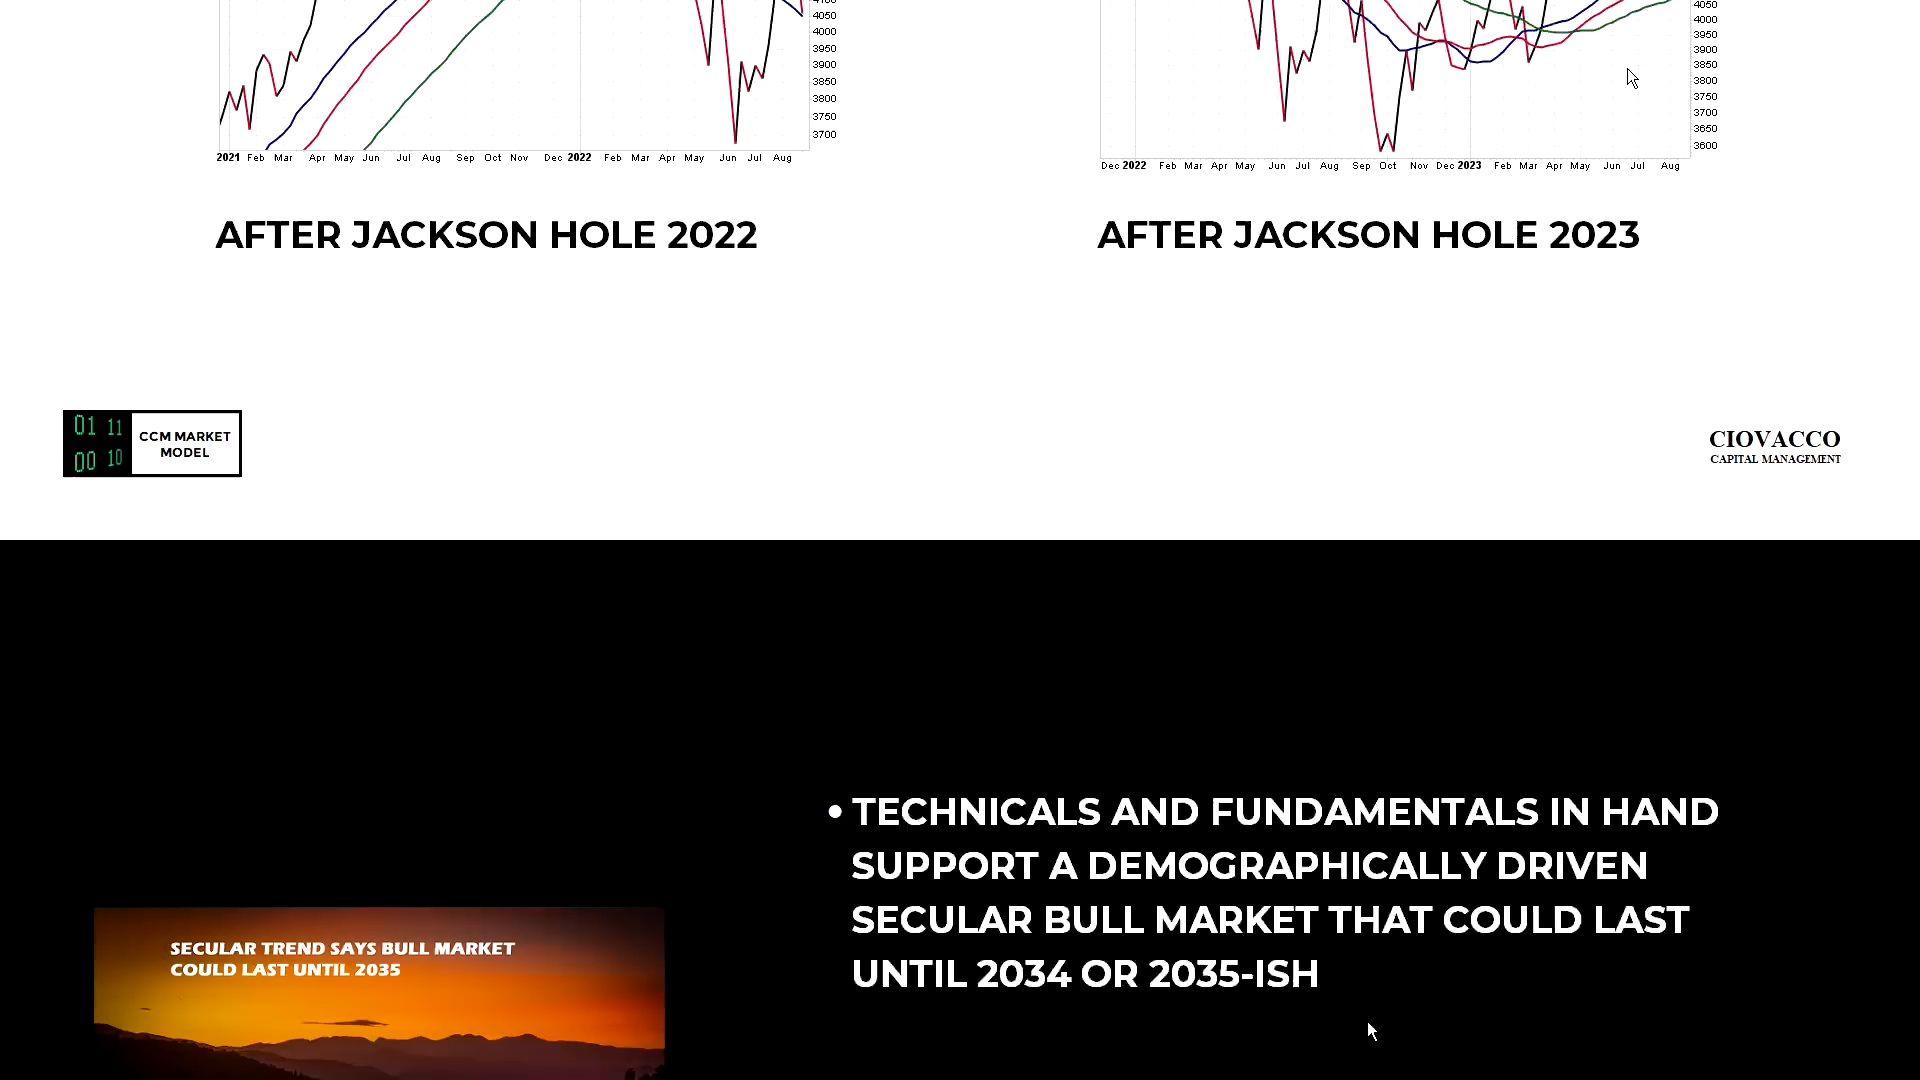 4100
4050
4000
3950
3900
3850
3800
3750
3700
2021 Feb Mar Apr May Jun Jul Aug Sep Oct Nov Dec 2022 Feb Mar Apr May Jun Jul Aug
4050
4000
3950
3900
3850
3800
3750
3700
3650
3600
Dec 2022 Feb Mar Apr May Jun Jul Aug Sep Oct Nov Dec 2023 Feb Mar Apr May Jun Jul Aug
AFTER JACKSON HOLE 2022
AFTER JACKSON HOLE 2023
01 11
00 10
CCM MARKET
MODEL
CIOVACCO
CAPITAL MANAGEMENT
• TECHNICALS AND FUNDAMENTALS IN HAND
SUPPORT A DEMOGRAPHICALLY DRIVEN
SECULAR BULL MARKET THAT COULD LAST
UNTIL 2034 OR 2035-ISH
SECULAR TREND SAYS BULL MARKET
COULD LAST UNTIL 2035